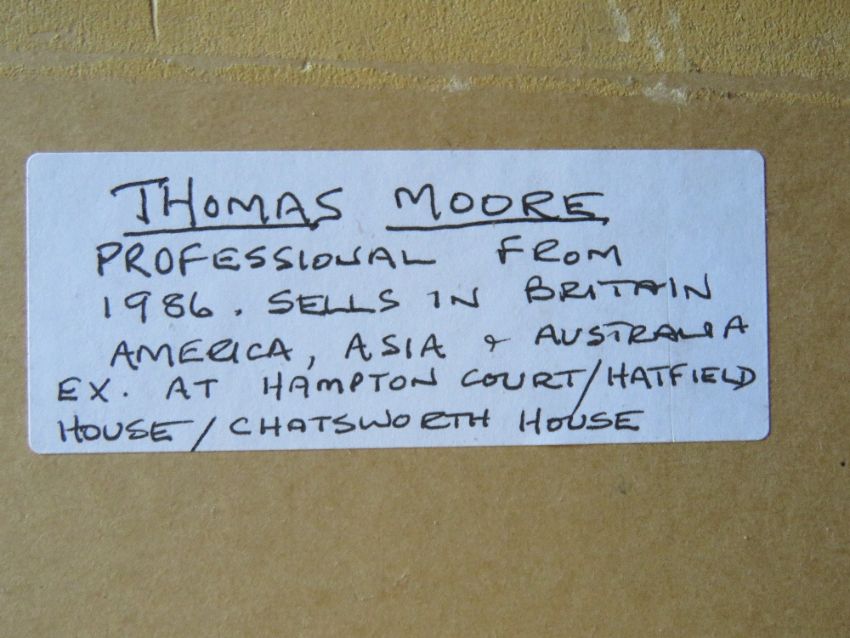 THOMAS MOORE
PROFESSIONAL FROM
1986. SELLS IN BRITAIN
AMERICA, ASIA & AUSTRALIA
EX. AT HAMPTON COURT/HATFIELD
HOUSE/CHATSWORTH HOUSE